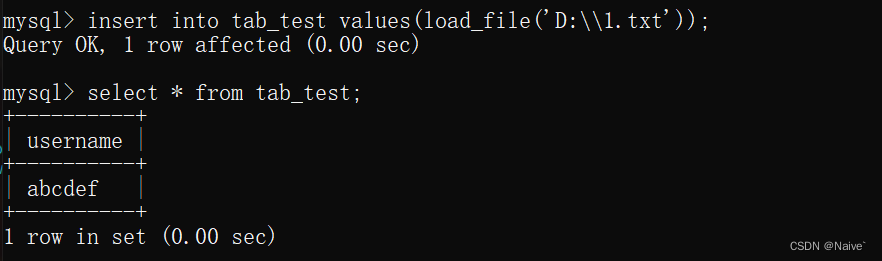 mysql> insert into tab_test values(load_file('D:\\1.txt'));
Query OK, 1 row affected (0.00 sec)
mysql> select * from tab_test;
+----------+
| username |
+----------+
| abcdef   |
+----------+
1 row in set (0.00 sec)
CSDN @Naive`